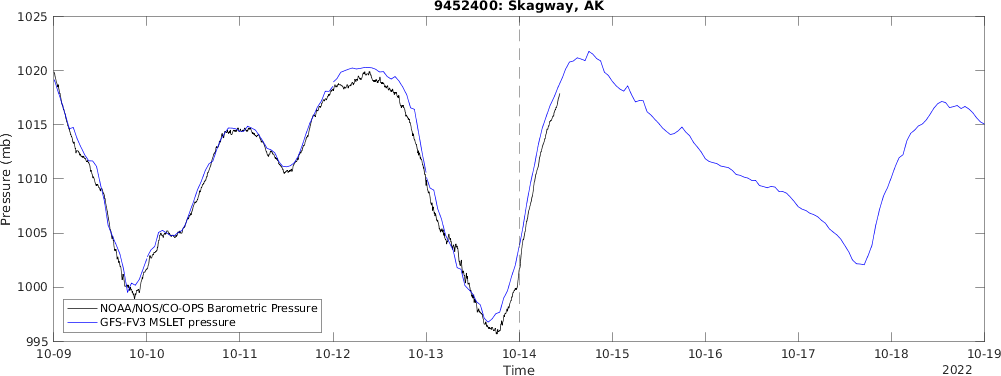 9452400: Skagway, AK
Pressure (mb)
1025
1020
1015
1010
1005
1000
995
NOAA/NOS/CO-OPS Barometric Pressure
GFS-FV3 MSLET pressure
10-09 10-10 10-11 10-12 10-13 10-14 10-15 10-16 10-17 10-18 10-19
Time
2022